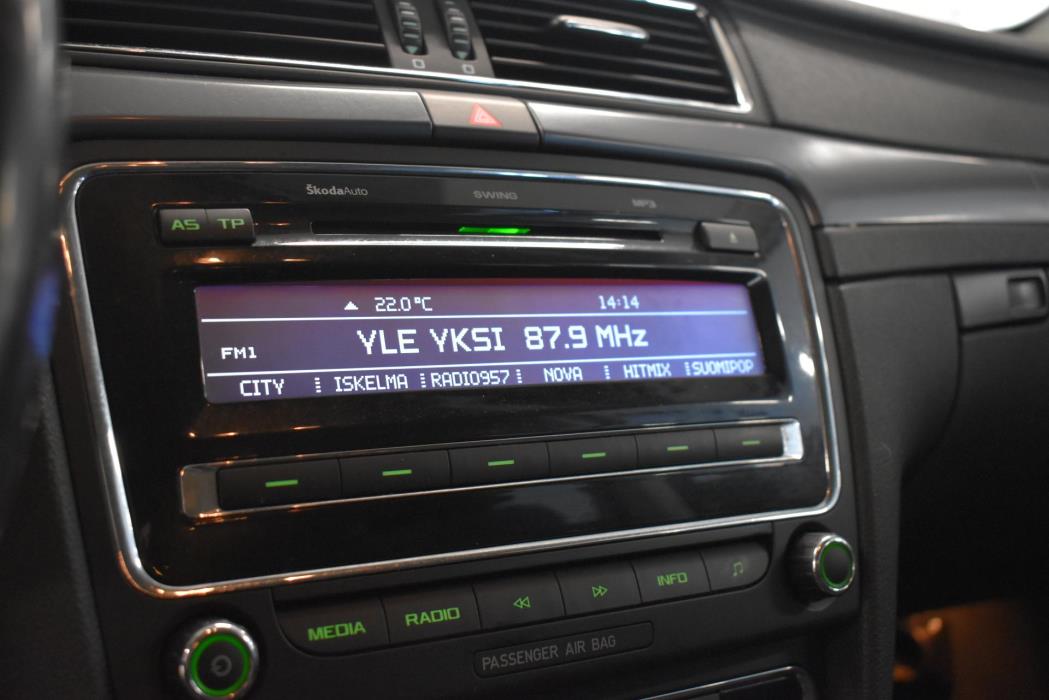 ŠkodaAuto SWING MP3
AS TP
22.0°C 14:14
FM1 YLE YKSI 87.9 MHz
CITY ISKELMA RADIO957 NOVA HITMIX SUOMIPOP
MEDIA RADIO INFO
PASSENGER AIR BAG